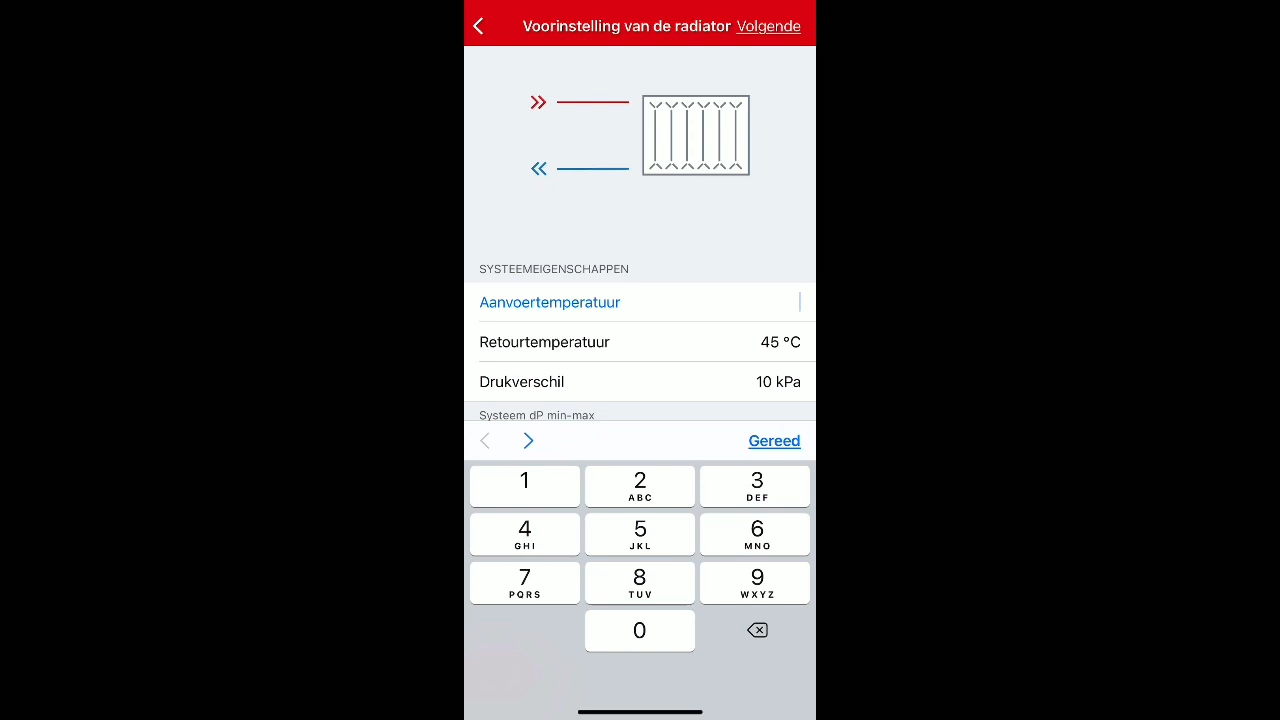 Voorinstelling van de radiator Volgende
SYSTEEMEIGENSCHAPPEN
Aanvoertemperatuur
Retourtemperatuur 45 °C
Drukverschil 10 kPa
Systeem dP min-max
Gereed
1 2 3
ABC DEF
4 5 6
GHI JKL MNO
7 8 9
PQRS TUV WXYZ
0